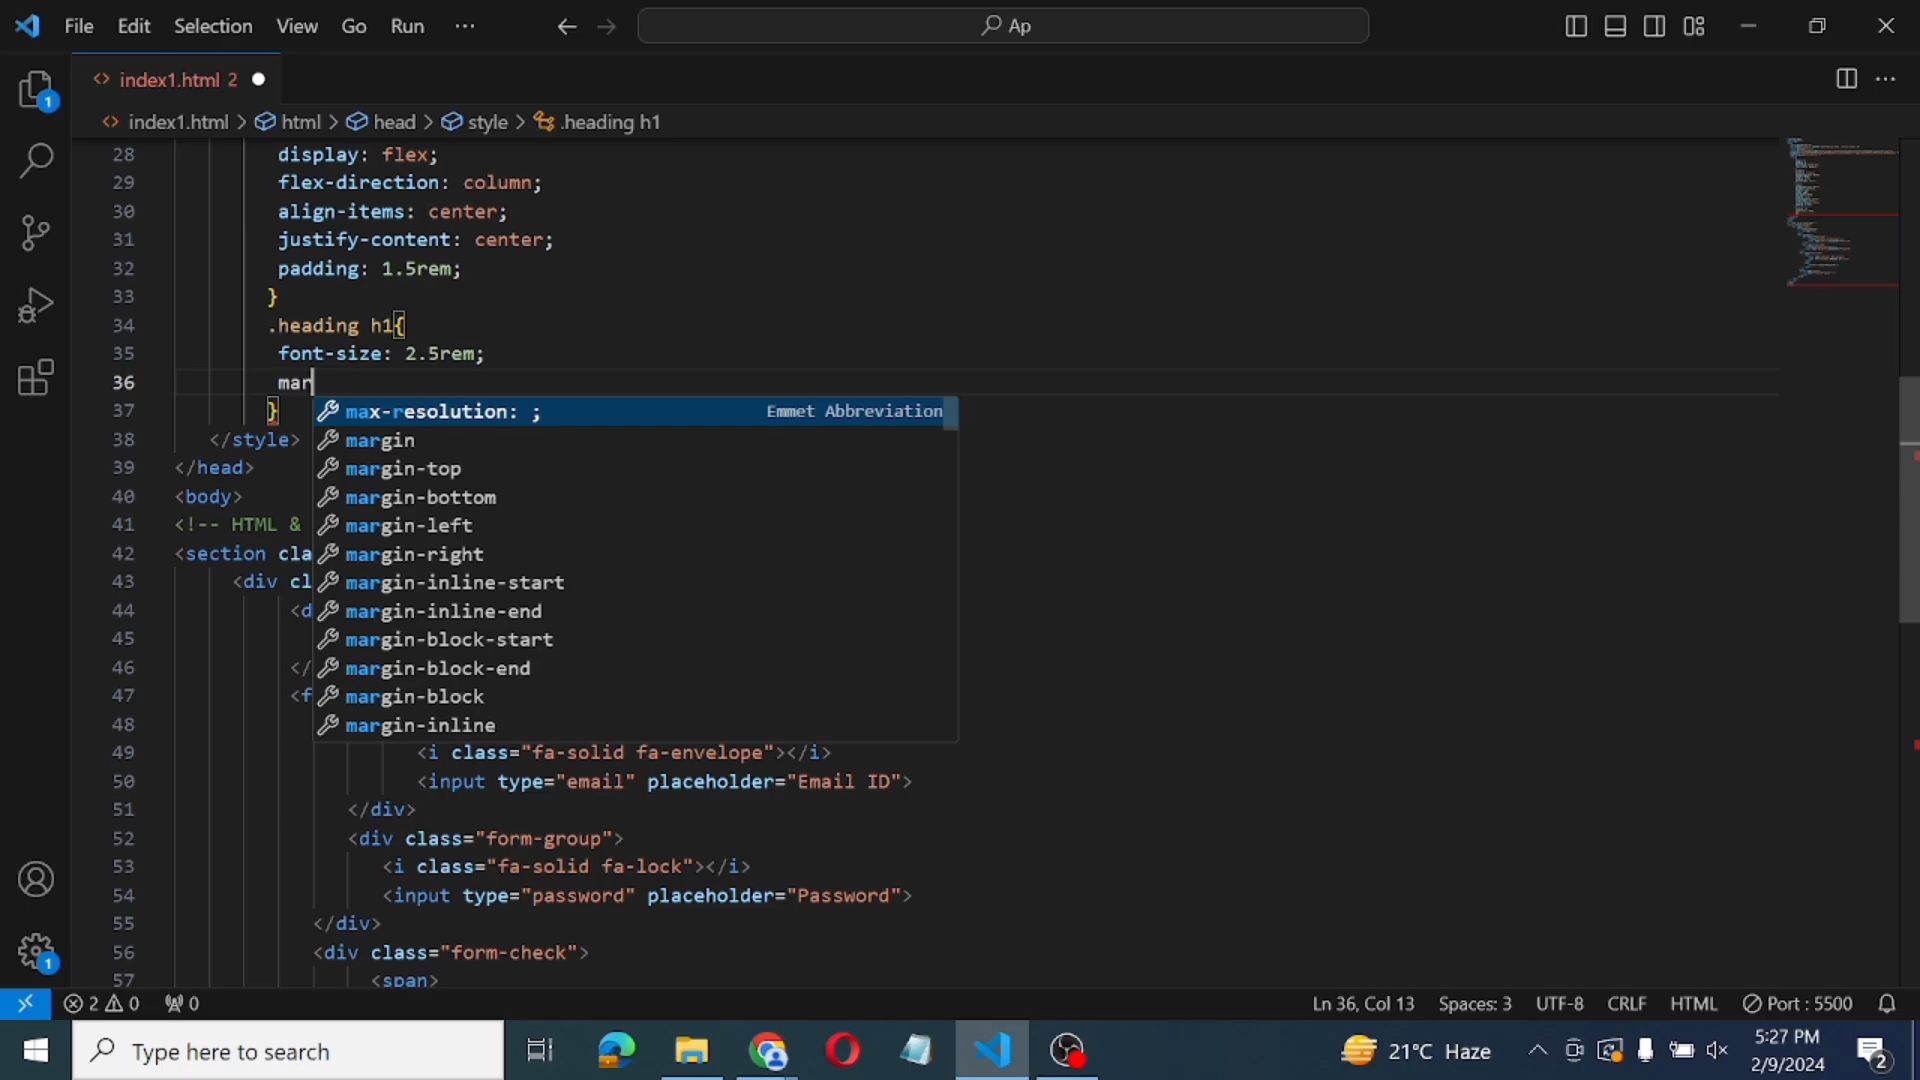 File Edit Selection View Go Run ··· Ap
index1.html 2
index1.html > html > head > style > .heading h1
28 display: flex;
29 flex-direction: column;
30 align-items: center;
31 justify-content: center;
32 padding: 1.5rem;
33 }
34 .heading h1{
35 font-size: 2.5rem;
36 mar
37 } max-resolution: ; Emmet Abbreviation
38 </style> margin
39 </head> margin-top
40 <body> margin-bottom
41 <!-- HTML & margin-left
42 <section cla margin-right
43 <div cl margin-inline-start
44 <d margin-inline-end
45 margin-block-start
46 </ margin-block-end
47 <f margin-block
48 margin-inline
49 <i class="fa-solid fa-envelope"></i>
50 <input type="email" placeholder="Email ID">
51 </div>
52 <div class="form-group">
53 <i class="fa-solid fa-lock"></i>
54 <input type="password" placeholder="Password">
55 </div>
56 <div class="form-check">
57 <span>
1
1
2 0 0 Ln 36, Col 13 Spaces: 3 UTF-8 CRLF HTML Port : 5500
Type here to search 21°C Haze 5:27 PM
2/9/2024 2